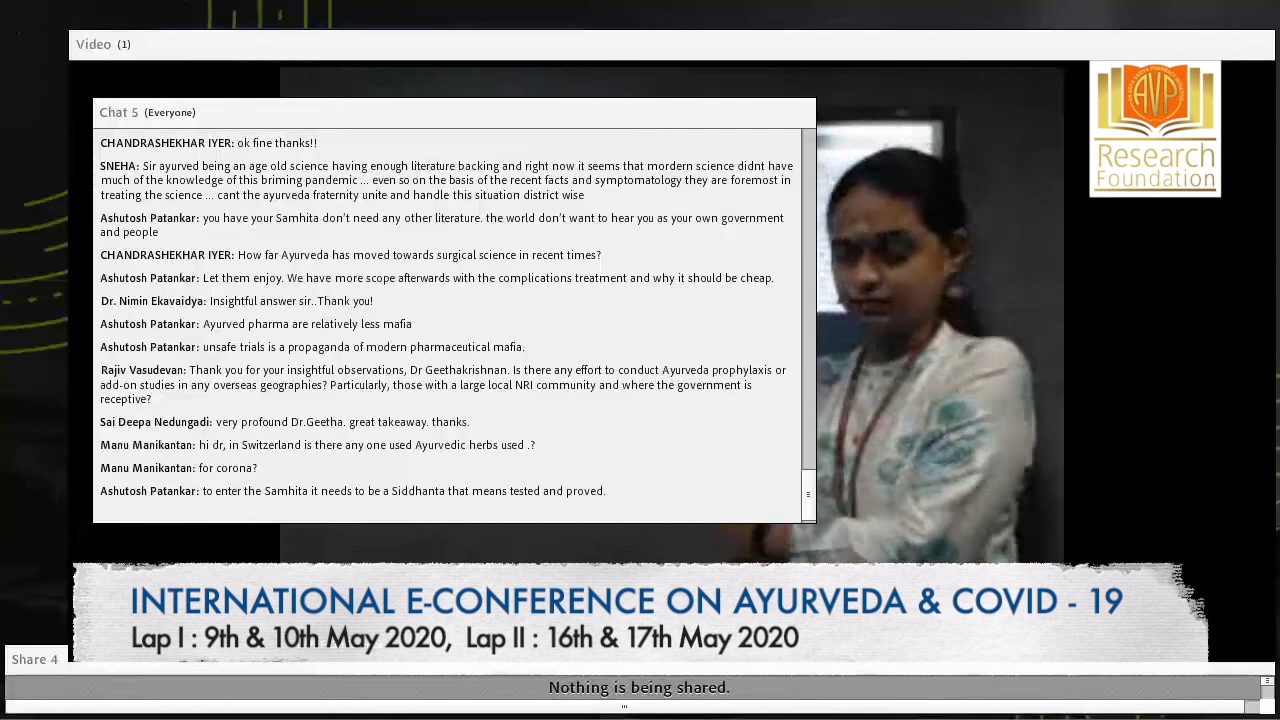 Video (1)
Chat 5 (Everyone)
CHANDRASHEKHAR IYER: ok fine thanks!!
SNEHA: Sir ayurved being an age old science having enough literature backing and right now it seems that mordern science didnt have
much of the knowledge of this briming pandemic ... even so on the basis of the recent facts and symptomatology they are foremost in
treating the science ... cant the ayurveda fraternity unite and handle this situation district wise
Ashutosh Patankar: you have your Samhita don't need any other literature. the world don't want to hear you as your own government
and people
CHANDRASHEKHAR IYER: How far Ayurveda has moved towards surgical science in recent times?
Ashutosh Patankar: Let them enjoy. We have more scope afterwards with the complications treatment and why it should be cheap.
Dr. Nimin Ekavaidya: Insightful answer sir..Thank you!
Ashutosh Patankar: Ayurved pharma are relatively less mafia
Ashutosh Patankar: unsafe trials is a propaganda of modern pharmaceutical mafia.
Rajiv Vasudevan: Thank you for your insightful observations, Dr Geethakrishnan. Is there any effort to conduct Ayurveda prophylaxis or
add-on studies in any overseas geographies? Particularly, those with a large local NRI community and where the government is
receptive?
Sai Deepa Nedungadi: very profound Dr.Geetha. great takeaway. thanks.
Manu Manikantan: hi dr, in Switzerland is there any one used Ayurvedic herbs used .?
Manu Manikantan: for corona?
Ashutosh Patankar: to enter the Samhita it needs to be a Siddhanta that means tested and proved.
AVP
Research
Foundation
INTERNATIONAL E-CONFERENCE ON AYURVEDA & COVID - 19
Lap I : 9th & 10th May 2020, Lap II : 16th & 17th May 2020
Share 4
Nothing is being shared.